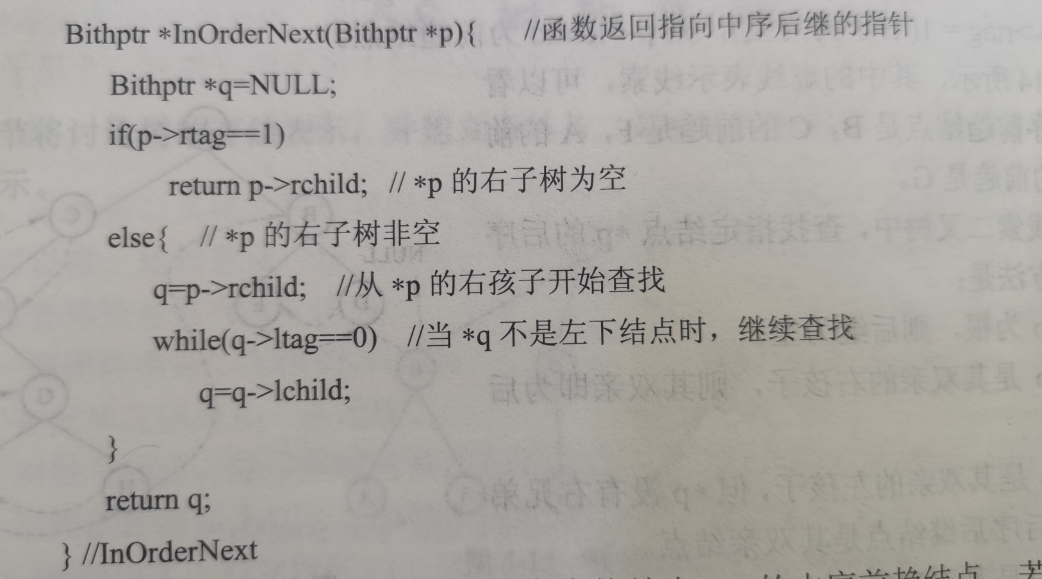 Bithptr *InOrderNext(Bithptr *p){ //函数返回指向中序后继的指针
Bithptr *q=NULL;
if(p->rtag==1)
return p->rchild; // *p 的右子树为空
else{ // *p 的右子树非空
q=p->rchild; //从 *p 的右孩子开始查找
while(q->ltag==0) //当 *q 不是左下结点时，继续查找
q=q->lchild;
}
return q;
} //InOrderNext